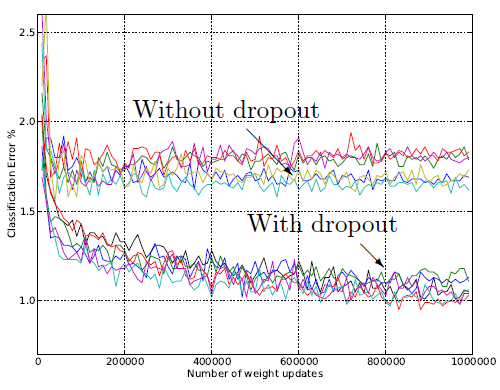 2.5
Without dropout
2.0
Classification Error %
1.5
With dropout
1.0
0 200000 400000 600000 800000 1000000
Number of weight updates